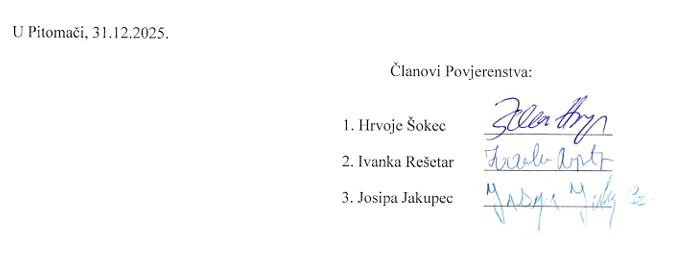 U Pitomači, 31.12.2025.
Članovi Povjerenstva:
1. Hrvoje Šokec
2. Ivanka Rešetar
3. Josipa Jakupec